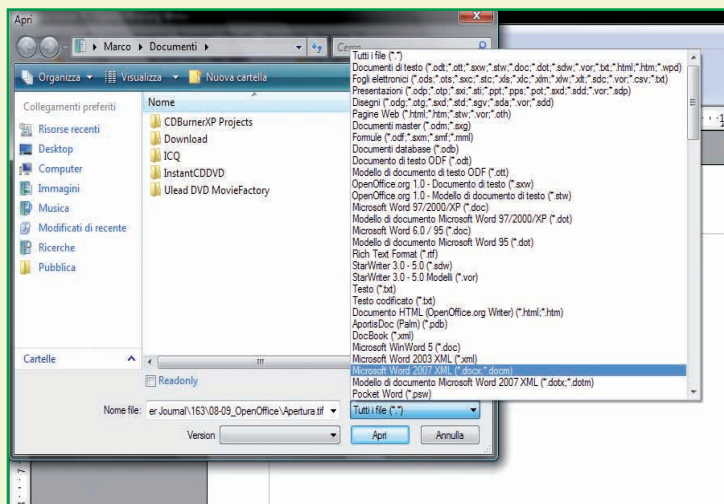 Apri
Marco
Documenti
Cerca
Organizza
Visualizza
Nuova cartella
Collegamenti preferiti
Risorse recenti
Desktop
Computer
Immagini
Musica
Modificati di recente
Ricerche
Pubblica
Cartelle
Nome
CDBurnerXP Projects
Download
ICQ
InstantCDDVD
Ulead DVD MovieFactory
Tutti i file (*.*)
Documenti di testo (*.odt;*.ott;*.sxw;*.stw;*.doc;*.dot;*.sdw;*.vor;*.txt;*.html;*.htm;*.wpd)
Fogli elettronici (*.ods;*.ots;*.sxc;*.stc;*.xls;*.xlc;*.xlm;*.xlw;*.xlt;*.sdc;*.vor;*.csv;*.txt)
Presentazioni (*.odp;*.otp;*.sxi;*.sti;*.ppt;*.pps;*.pot;*.sxd;*.sdd;*.vor;*.sdp)
Disegni (*.odg;*.otg;*.sxd;*.std;*.sgv;*.sda;*.vor;*.sdd)
Pagine Web (*.html;*.htm;*.stw;*.vor;*.oth)
Documenti master (*.odm;*.sxg)
Formule (*.odf;*.sxm;*.smf;*.mml)
Documenti database (*.odb)
Documento di testo ODF (*.odt)
Modello di documento di testo ODF (*.ott)
OpenOffice.org 1.0 - Documento di testo (*.sxw)
OpenOffice.org 1.0 - Modello di documento di testo (*.stw)
Microsoft Word 97/2000/XP (*.doc)
Modello di documento Microsoft Word 97/2000/XP (*.dot)
Microsoft Word 6.0 / 95 (*.doc)
Modello di documento Microsoft Word 95 (*.dot)
Rich Text Format (*.rtf)
StarWriter 3.0 - 5.0 (*.sdw)
StarWriter 3.0 - 5.0 Modelli (*.vor)
Testo (*.txt)
Testo codificato (*.txt)
Documento HTML (OpenOffice.org Writer) (*.html;*.htm)
AportisDoc (Palm) (*.pdb)
DocBook (*.xml)
Microsoft WinWord 5 (*.doc)
Microsoft Word 2003 XML (*.xml)
Microsoft Word 2007 XML (*.docx;*.docm)
Modello di documento Microsoft Word 2007 XML (*.dotx;*.dotm)
Pocket Word (*.psw)
Readonly
Nome file: er Journal\163\08-09_OpenOffice\Apertura.tif Tutti i file (*.*)
Version Apri Annulla